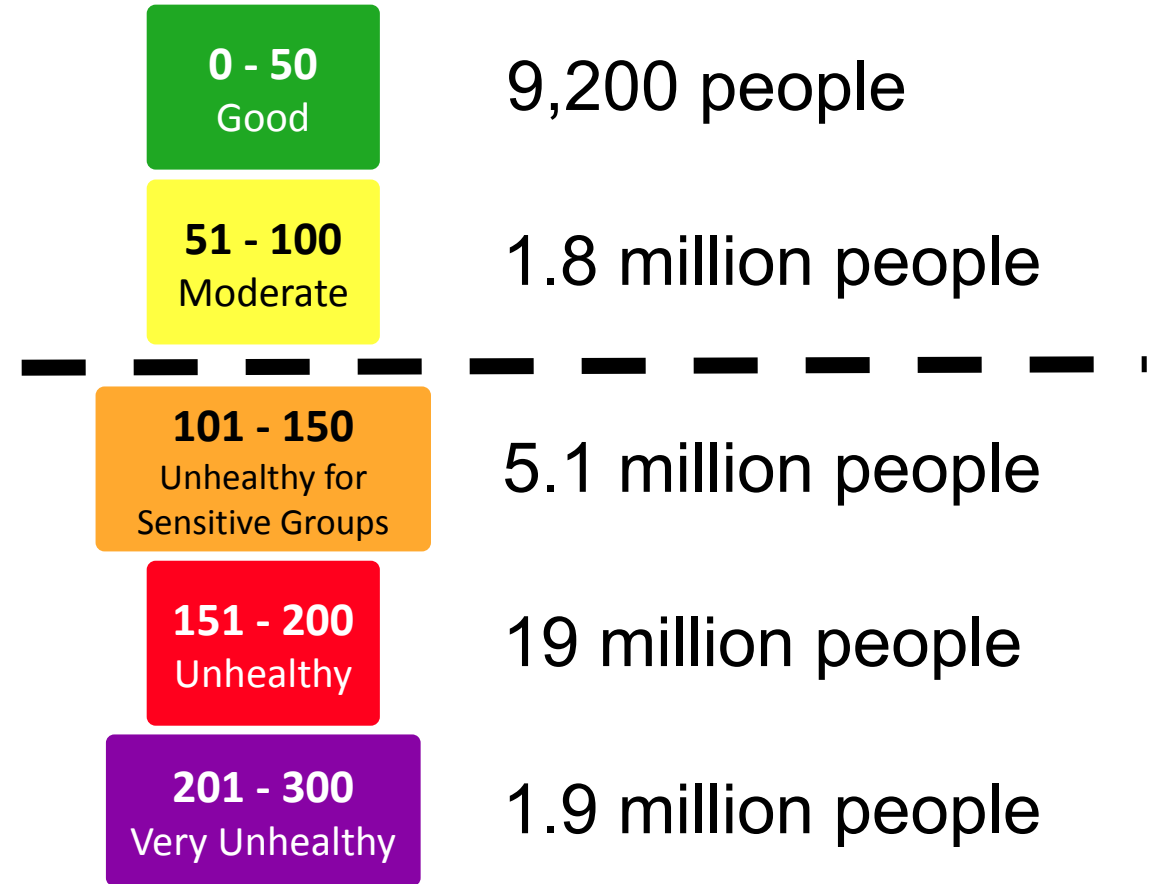 0 - 50
Good
9,200 people
51 - 100
Moderate
1.8 million people
101 - 150
Unhealthy for
Sensitive Groups
5.1 million people
151 - 200
Unhealthy
19 million people
201 - 300
Very Unhealthy
1.9 million people